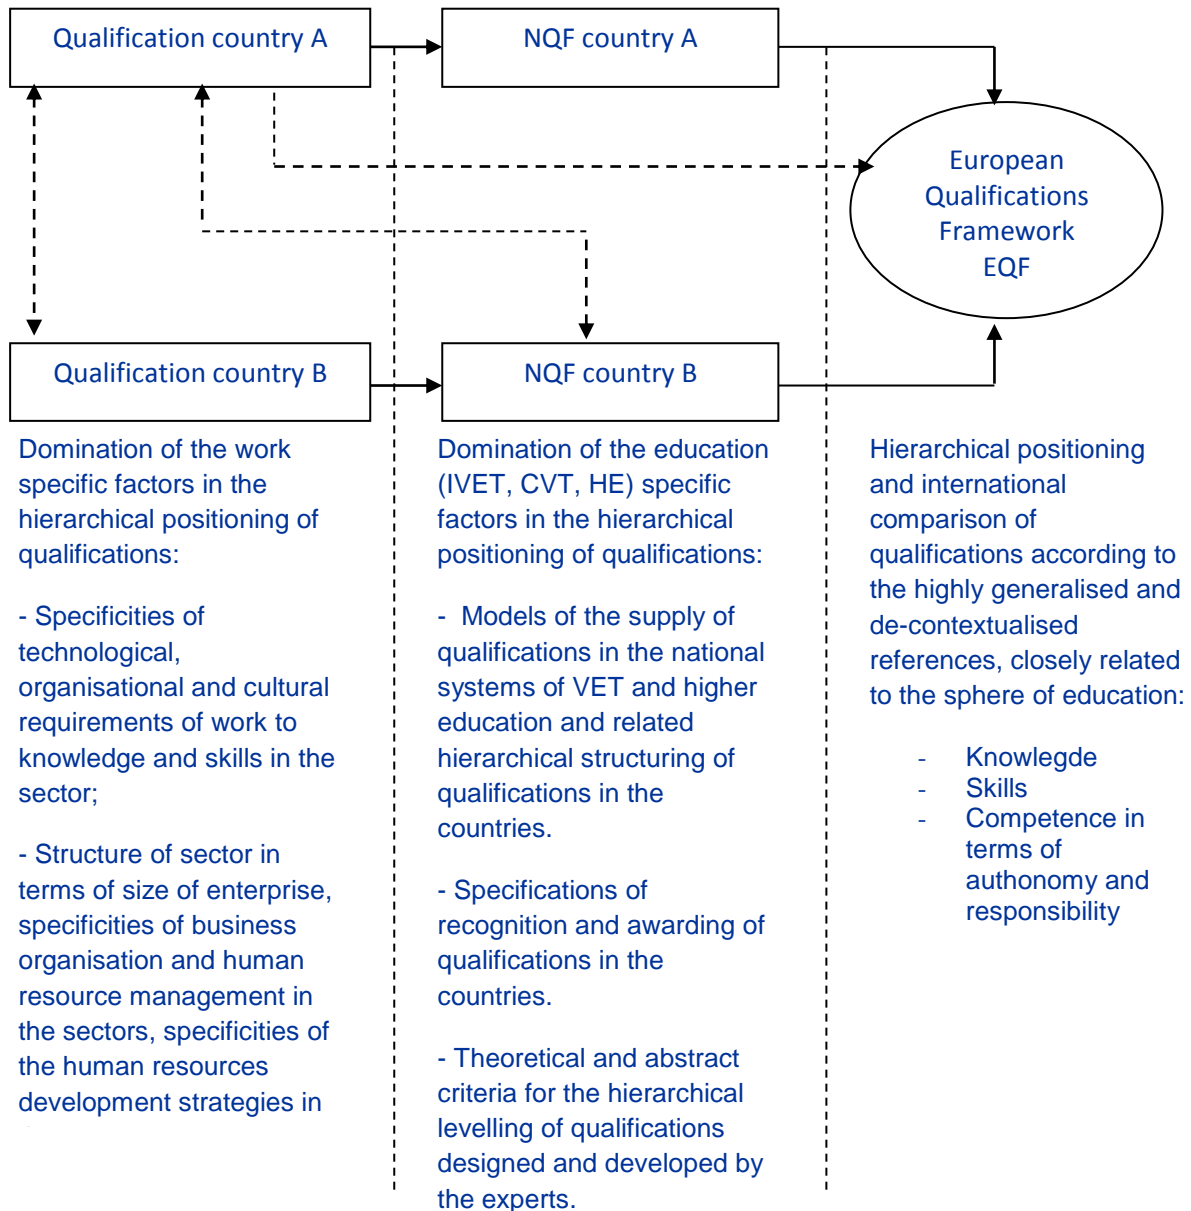 Qualification country A
NQF country A
European
Qualifications
Framework
EQF
Qualification country B
NQF country B
Domination of the work
specific factors in the
hierarchical positioning of
qualifications:
- Specificities of
technological,
organisational and cultural
requirements of work to
knowledge and skills in the
sector;
- Structure of sector in
terms of size of enterprise,
specificities of business
organisation and human
resource management in
the sectors, specificities of
the human resources
development strategies in
Domination of the education
(IVET, CVT, HE) specific
factors in the hierarchical
positioning of qualifications:
- Models of the supply of
qualifications in the national
systems of VET and higher
education and related
hierarchical structuring of
qualifications in the
countries.
- Specifications of
recognition and awarding of
qualifications in the
countries.
- Theoretical and abstract
criteria for the hierarchical
levelling of qualifications
designed and developed by
the experts.
Hierarchical positioning
and international
comparison of
qualifications according to
the highly generalised and
de-contextualised
references, closely related
to the sphere of education:
- Knowlegde
- Skills
- Competence in
terms of
authonomy and
responsibility